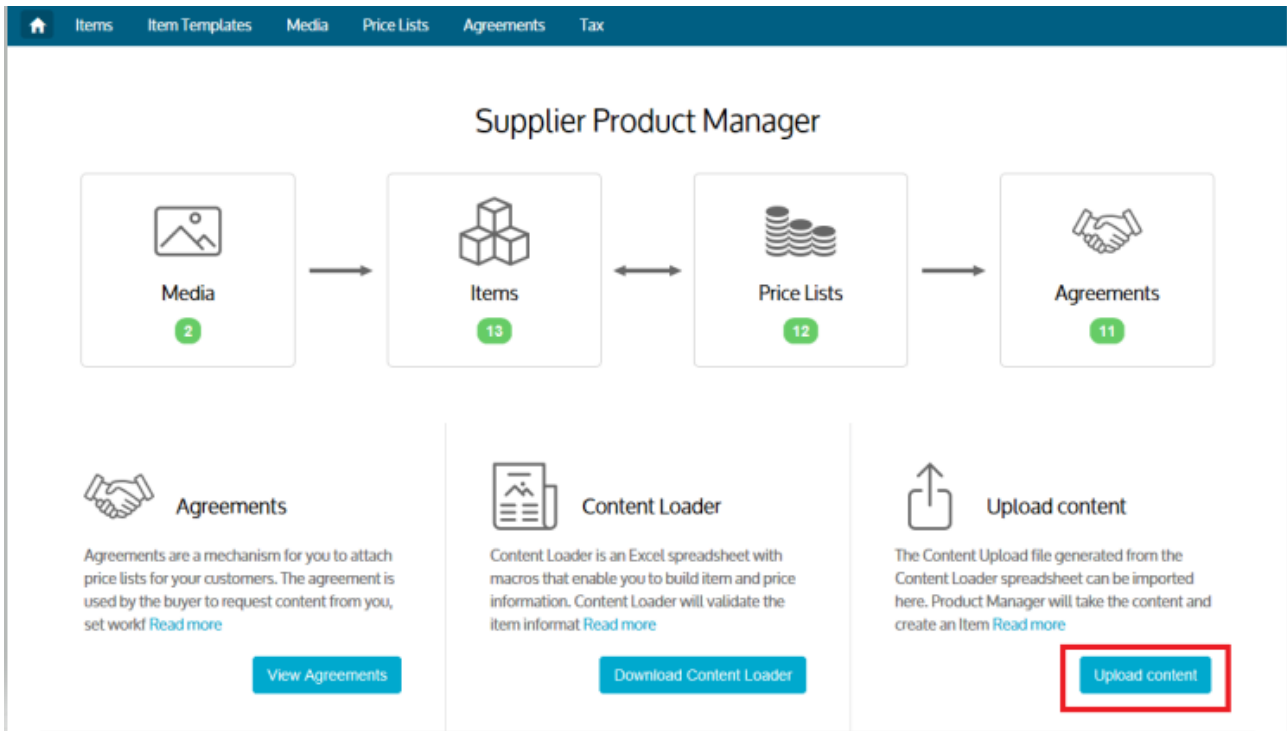 Items Item Templates Media Price Lists Agreements Tax
Supplier Product Manager
Media
2
Items
13
Price Lists
12
Agreements
11
Agreements
Agreements are a mechanism for you to attach
price lists for your customers. The agreement is
used by the buyer to request content from you,
set workf Read more
View Agreements
Content Loader
Content Loader is an Excel spreadsheet with
macros that enable you to build item and price
information. Content Loader will validate the
item informat Read more
Download Content Loader
Upload content
The Content Upload file generated from the
Content Loader spreadsheet can be imported
here. Product Manager will take the content and
create an Item Read more
Upload content